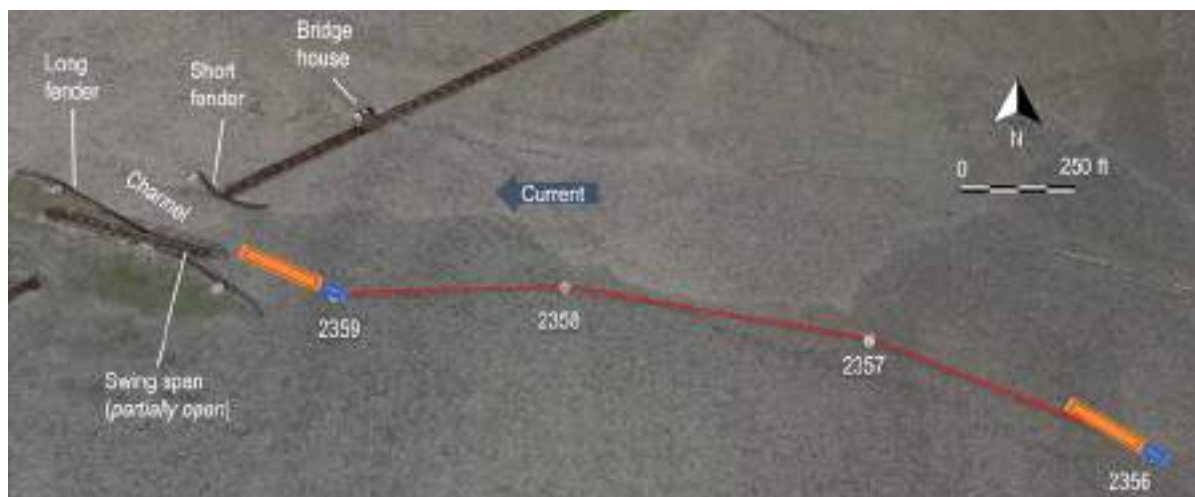 Bridge
house
Long
fender
Short
fender
Channel
N
0
250 ft
Current
2359
2358
2357
2356
Swing span
(partially open)